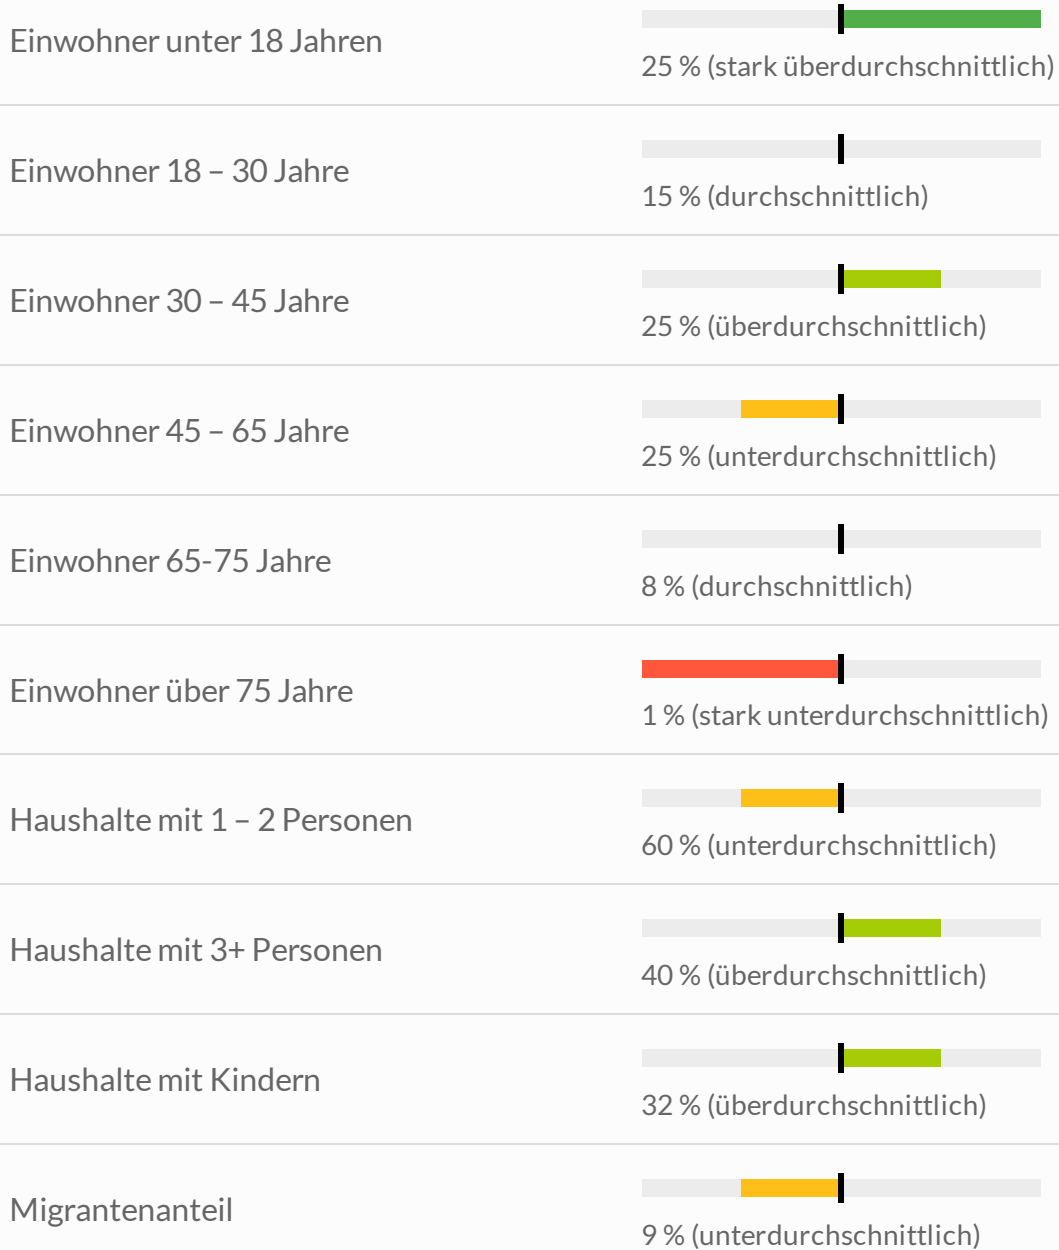 Einwohner unter 18 Jahren
25 % (stark überdurchschnittlich)
Einwohner 18 – 30 Jahre
15 % (durchschnittlich)
Einwohner 30 – 45 Jahre
25 % (überdurchschnittlich)
Einwohner 45 – 65 Jahre
25 % (unterdurchschnittlich)
Einwohner 65-75 Jahre
8 % (durchschnittlich)
Einwohner über 75 Jahre
1 % (stark unterdurchschnittlich)
Haushalte mit 1 – 2 Personen
60 % (unterdurchschnittlich)
Haushalte mit 3+ Personen
40 % (überdurchschnittlich)
Haushalte mit Kindern
32 % (überdurchschnittlich)
Migrantenanteil
9 % (unterdurchschnittlich)